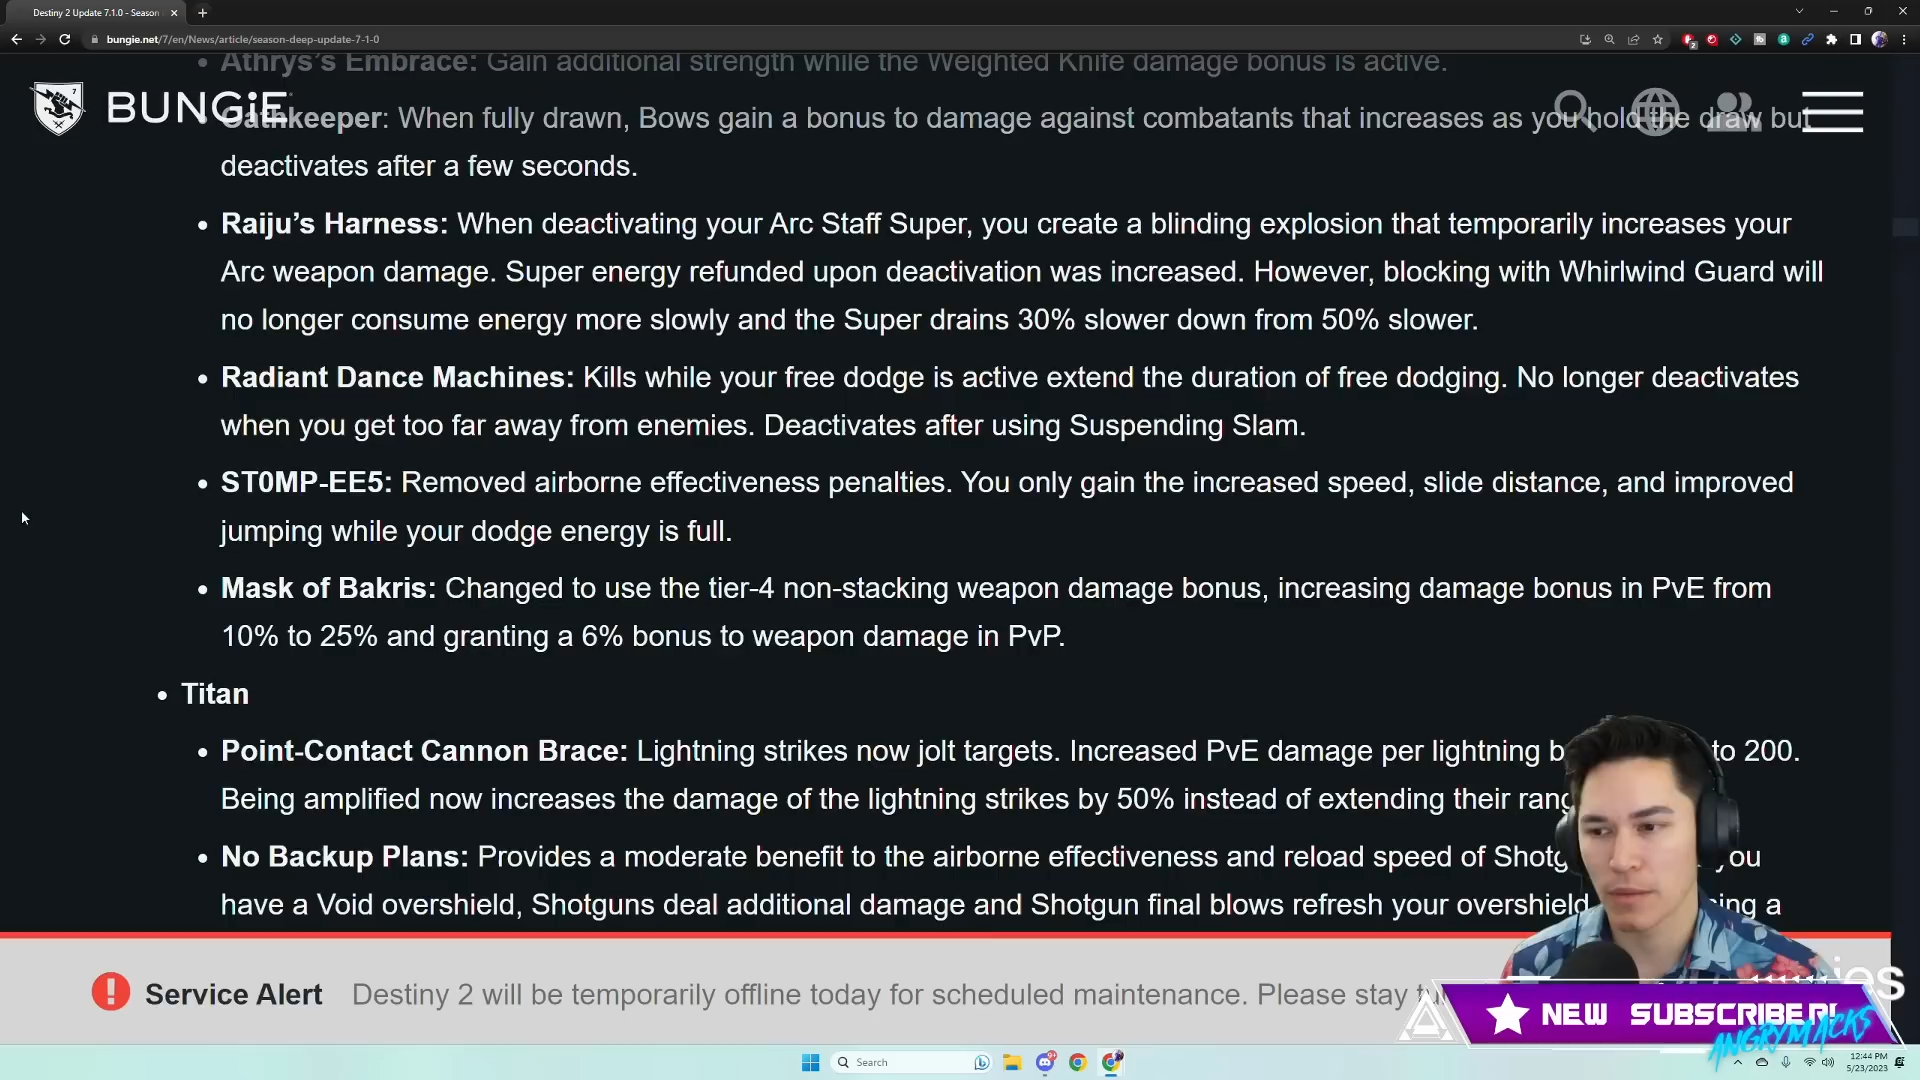 Destiny 2 Update 7.1.0 - Season
bungie.net/7/en/News/article/season-deep-update-7-1-0
Athrys’s Embrace: Gain additional strength while the Weighted Knife damage bonus is active.
BUNGiE
Oathkeeper: When fully drawn, Bows gain a bonus to damage against combatants that increases as you hold the draw but
deactivates after a few seconds.
Raiju’s Harness: When deactivating your Arc Staff Super, you create a blinding explosion that temporarily increases your
Arc weapon damage. Super energy refunded upon deactivation was increased. However, blocking with Whirlwind Guard will
no longer consume energy more slowly and the Super drains 30% slower down from 50% slower.
Radiant Dance Machines: Kills while your free dodge is active extend the duration of free dodging. No longer deactivates
when you get too far away from enemies. Deactivates after using Suspending Slam.
ST0MP-EE5: Removed airborne effectiveness penalties. You only gain the increased speed, slide distance, and improved
jumping while your dodge energy is full.
Mask of Bakris: Changed to use the tier-4 non-stacking weapon damage bonus, increasing damage bonus in PvE from
10% to 25% and granting a 6% bonus to weapon damage in PvP.
Titan
Point-Contact Cannon Brace: Lightning strikes now jolt targets. Increased PvE damage per lightning to 200.
Being amplified now increases the damage of the lightning strikes by 50% instead of extending their
No Backup Plans: Provides a moderate benefit to the airborne effectiveness and reload speed of you
have a Void overshield, Shotguns deal additional damage and Shotgun final blows refresh your overshield a
Service Alert Destiny 2 will be temporarily offline today for scheduled maintenance. Please stay
NEW SUBSCRIBER!
ANGRYMACKS
Search
12:44 PM
5/23/2023